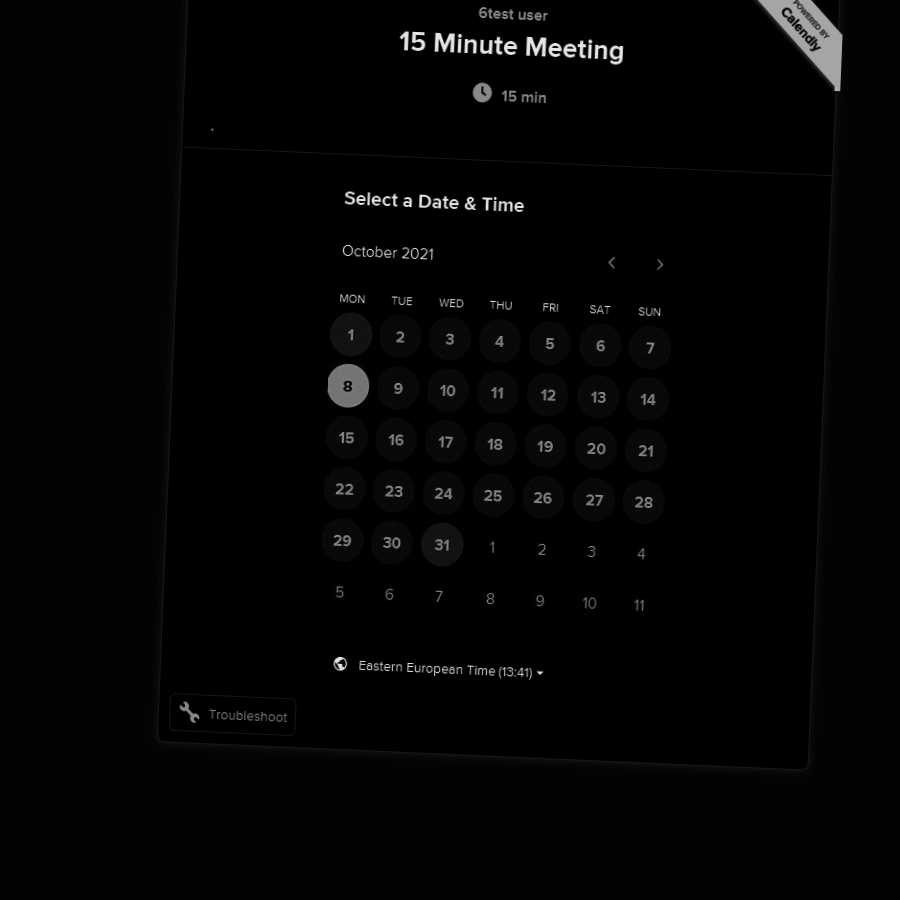 6test user
15 Minute Meeting
15 min
.
POWERED BY
Calendly
Select a Date & Time
October 2021
MON TUE WED THU FRI SAT SUN
1 2 3 4 5 6 7
8 9 10 11 12 13 14
15 16 17 18 19 20 21
22 23 24 25 26 27 28
29 30 31 1 2 3 4
5 6 7 8 9 10 11
Eastern European Time (13:41)
Troubleshoot